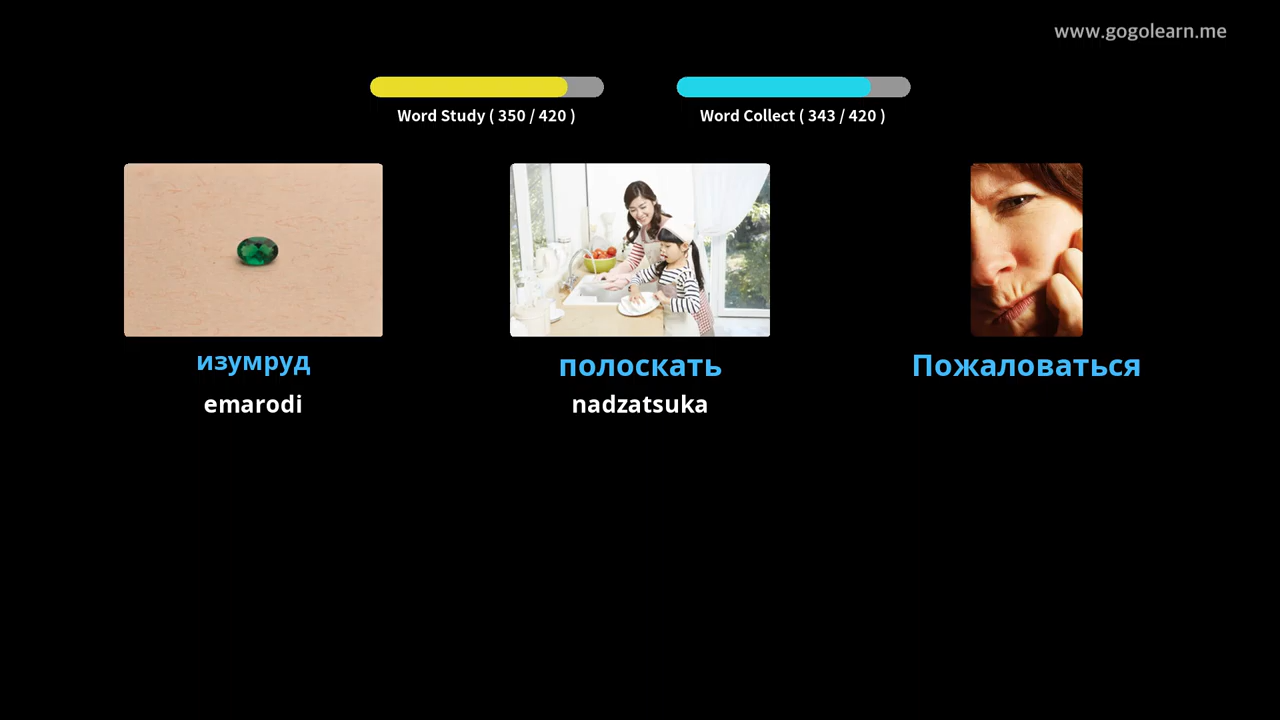 www.gogolearn.me
Word Study ( 350 / 420 )
Word Collect ( 343 / 420 )
изумруд
emarodi
полоскать
nadzatsuka
Пожаловаться